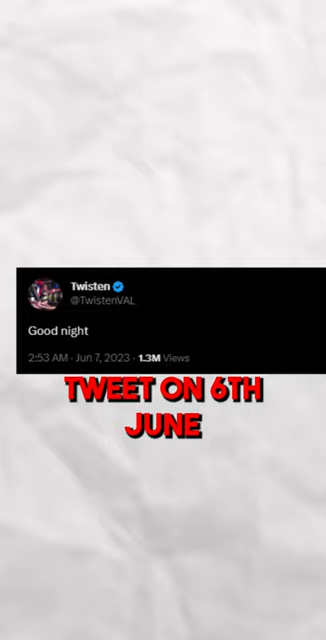 Twisten
@TwistenVAL
Good night
2:53 AM · Jun 7, 2023 · 1.3M Views
TWEET ON 6TH
JUNE